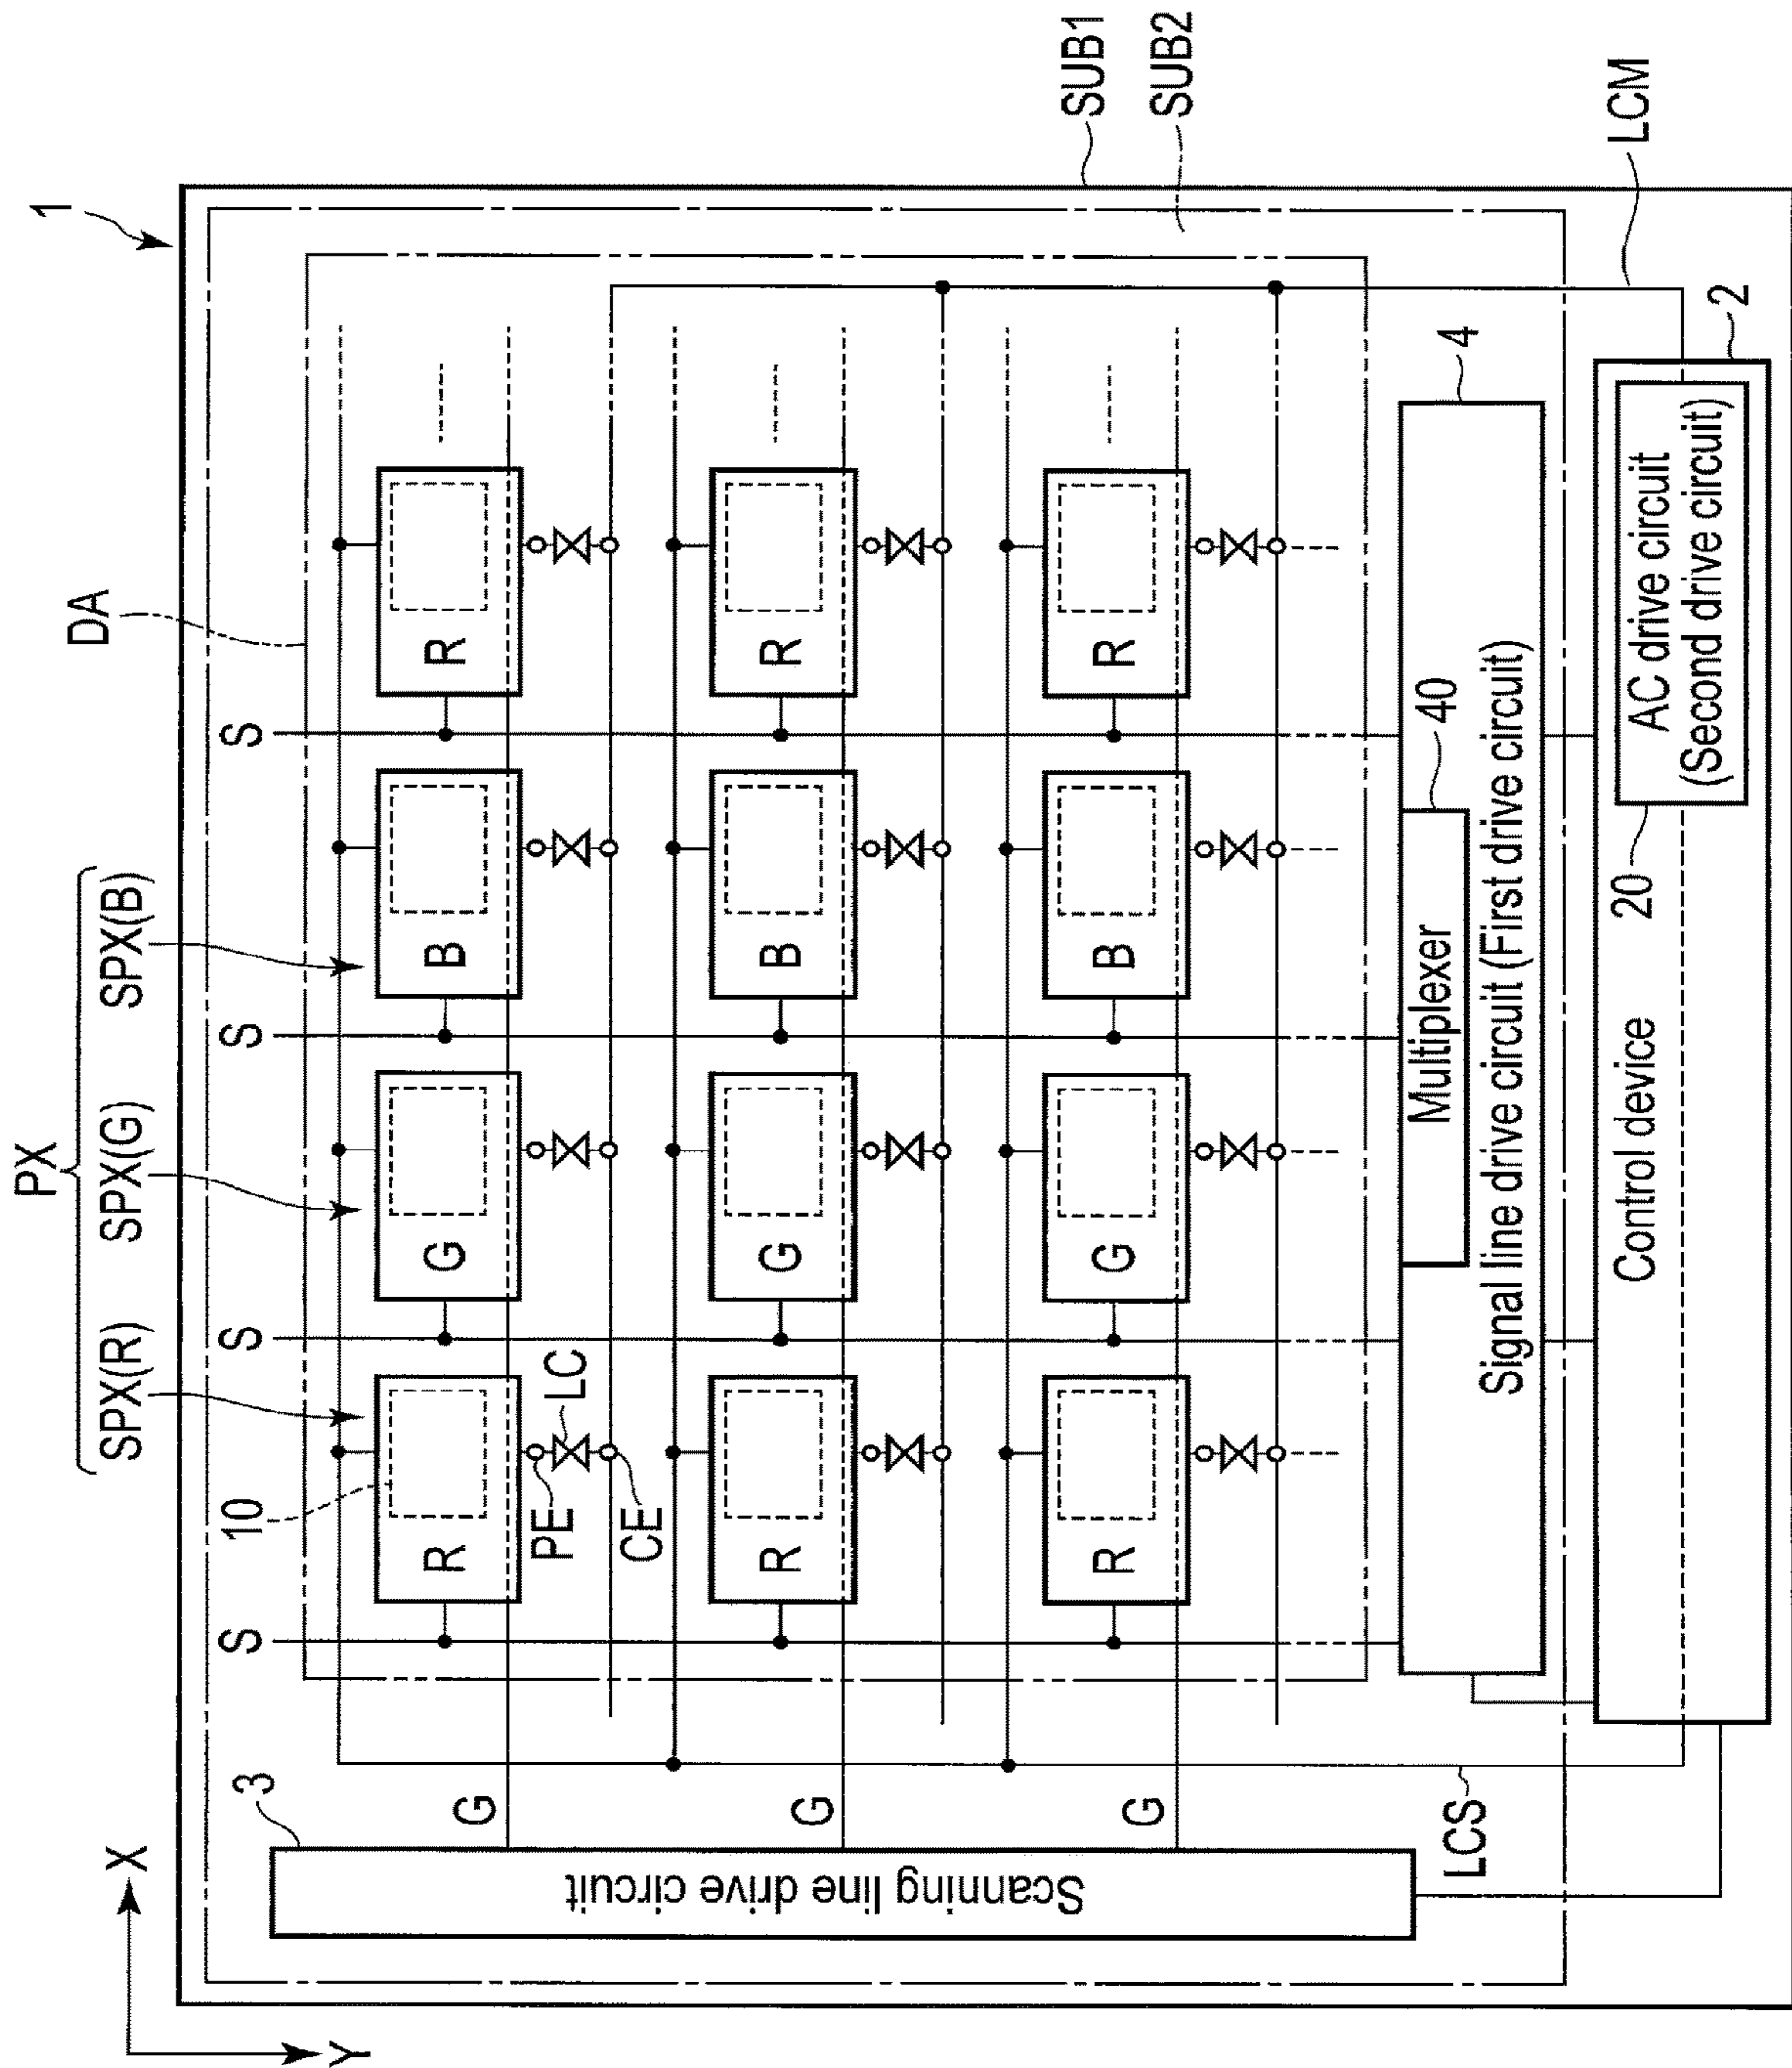 X
Y
1
PX
SPX(R) SPX(G) SPX(B)
DA
10
S S S S
SUB1
SUB2
LCM
3
Scanning line drive circuit
G
R G B R
PE
LC
CE
G
R G B R
G
R G B R
LCS
4
Multiplexer
40
Signal line drive circuit (First drive circuit)
2
Control device
20
AC drive circuit
(Second drive circuit)